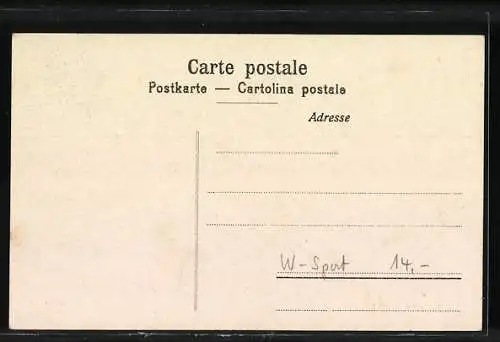 Carte postale
Postkarte — Cartolina postale
Adresse
W-Sport 14,-